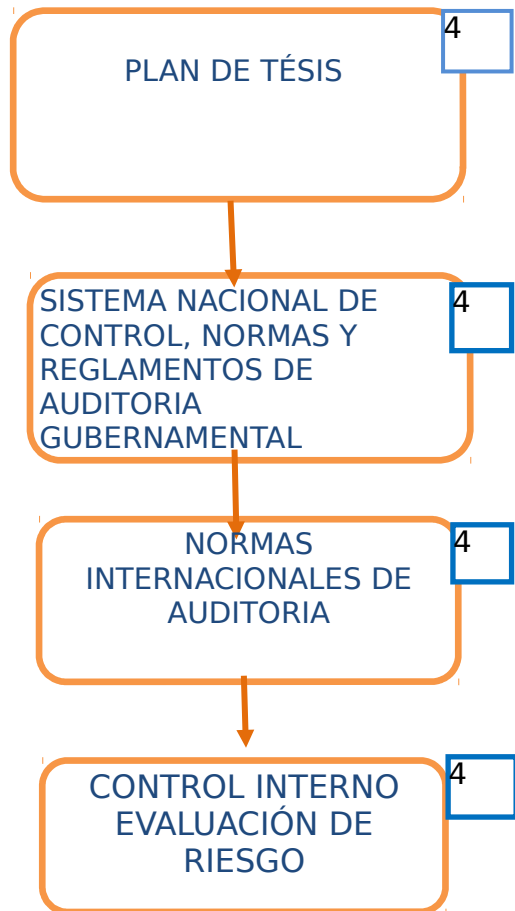 4
PLAN DE TÉSIS
4
SISTEMA NACIONAL DE
CONTROL, NORMAS Y
REGLAMENTOS DE
AUDITORIA
GUBERNAMENTAL
4
NORMAS
INTERNACIONALES DE
AUDITORIA
4
CONTROL INTERNO
EVALUACIÓN DE
RIESGO